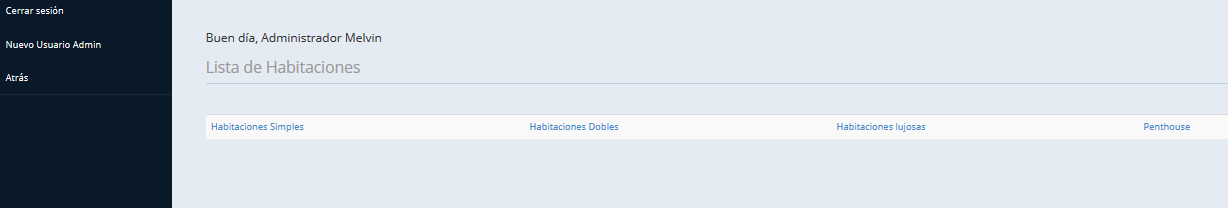 Cerrar sesión
Nuevo Usuario Admin
Atrás
Buen día, Administrador Melvin
Lista de Habitaciones
Habitaciones Simples Habitaciones Dobles Habitaciones lujosas Penthouse